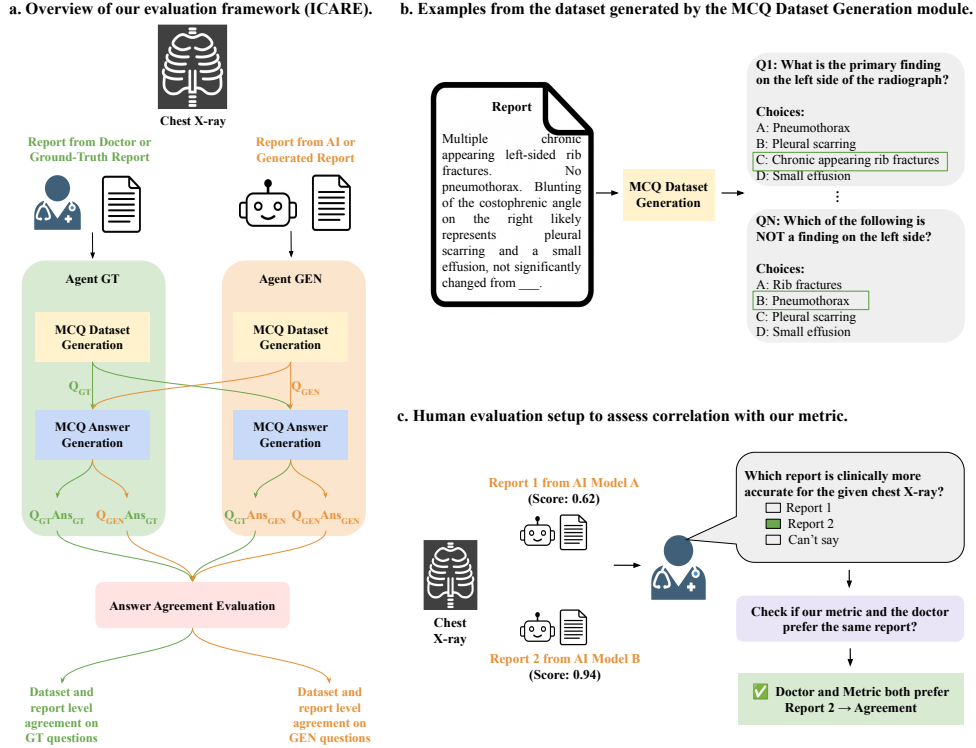 a. Overview of our evaluation framework (ICARE).
Chest X-ray
Report from Doctor or
Ground-Truth Report
Report from AI or
Generated Report
Agent GT
Agent GEN
MCQ Dataset
Generation
MCQ Dataset
Generation
Q_GT
Q_GEN
MCQ Answer
Generation
MCQ Answer
Generation
Q_GT Ans_GT
Q_GEN Ans_GT
Q_GT Ans_GEN
Q_GEN Ans_GEN
Answer Agreement Evaluation
Dataset and
report level
agreement on
GT questions
Dataset and
report level
agreement on
GEN questions
b. Examples from the dataset generated by the MCQ Dataset Generation module.
Report
Multiple chronic
appearing left-sided rib
fractures. No
pneumothorax. Blunting
of the costophrenic angle
on the right likely
represents pleural
scarring and a small
effusion, not significantly
changed from ___.
MCQ Dataset
Generation
Q1: What is the primary finding
on the left side of the radiograph?
Choices:
A: Pneumothorax
B: Pleural scarring
C: Chronic appearing rib fractures
D: Small effusion
⋮
QN: Which of the following is
NOT a finding on the left side?
Choices:
A: Rib fractures
B: Pneumothorax
C: Pleural scarring
D: Small effusion
c. Human evaluation setup to assess correlation with our metric.
Chest
X-ray
Report 1 from AI Model A
(Score: 0.62)
Report 2 from AI Model B
(Score: 0.94)
Which report is clinically more
accurate for the given chest X-ray?
Report 1
Report 2
Can't say
Check if our metric and the doctor
prefer the same report?
✅ Doctor and Metric both prefer
Report 2 → Agreement